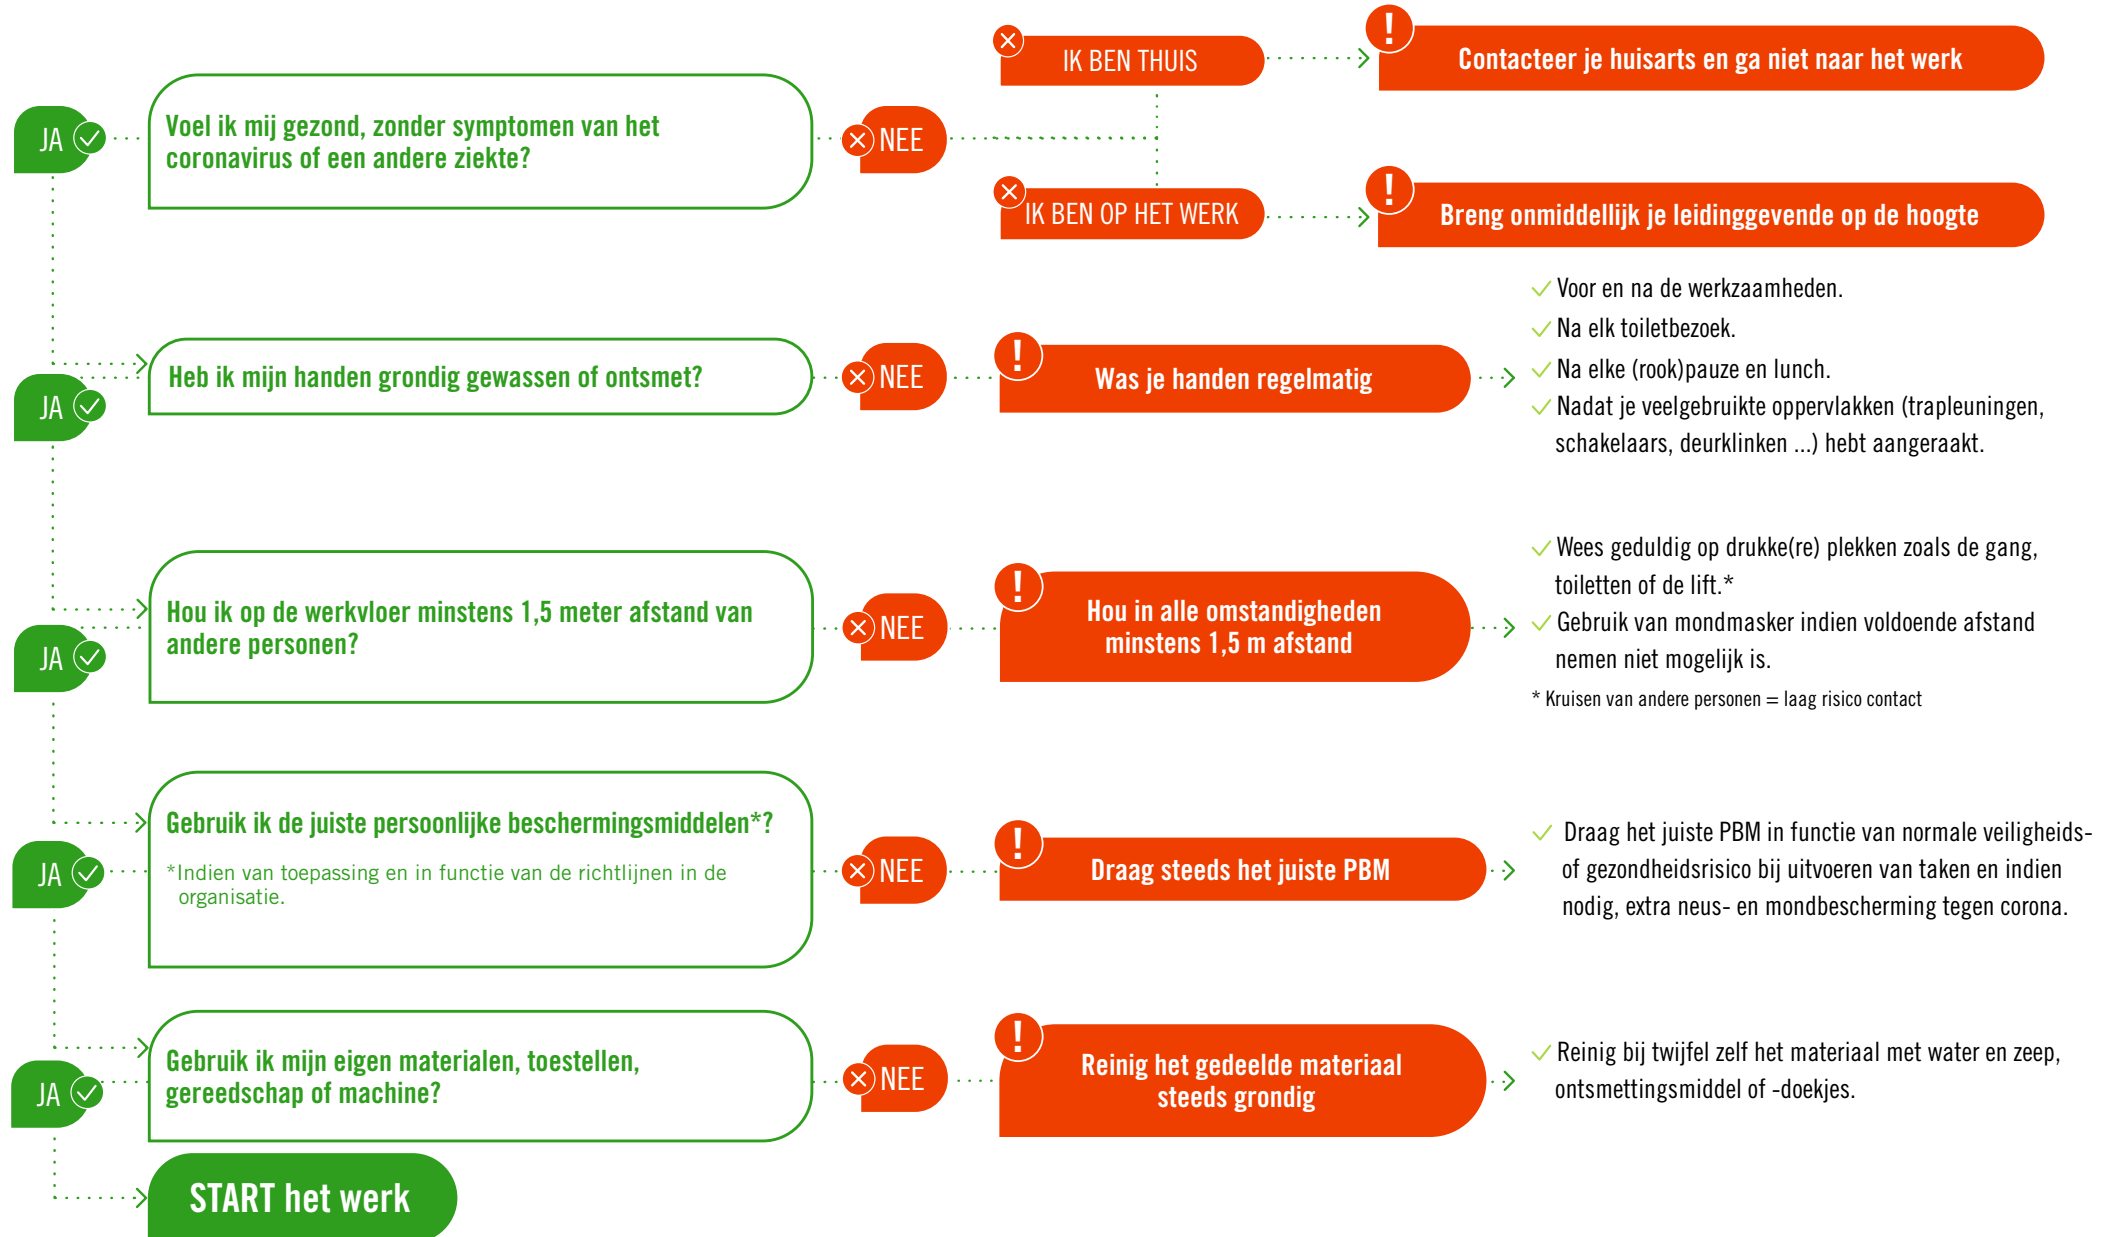 JA
Voel ik mij gezond, zonder symptomen van het
coronavirus of een andere ziekte?
NEE
IK BEN THUIS
!
Contacteer je huisarts en ga niet naar het werk
IK BEN OP HET WERK
!
Breng onmiddellijk je leidinggevende op de hoogte
JA
Heb ik mijn handen grondig gewassen of ontsmet?
NEE
!
Was je handen regelmatig
Voor en na de werkzaamheden.
Na elk toiletbezoek.
Na elke (rook)pauze en lunch.
Nadat je veelgebruikte oppervlakken (trapleuningen,
schakelaars, deurklinken ...) hebt aangeraakt.
JA
Hou ik op de werkvloer minstens 1,5 meter afstand van
andere personen?
NEE
!
Hou in alle omstandigheden
minstens 1,5 m afstand
Wees geduldig op drukke(re) plekken zoals de gang,
toiletten of de lift.*
Gebruik van mondmasker indien voldoende afstand
nemen niet mogelijk is.
* Kruisen van andere personen = laag risico contact
JA
Gebruik ik de juiste persoonlijke beschermingsmiddelen*?
*Indien van toepassing en in functie van de richtlijnen in de
organisatie.
NEE
!
Draag steeds het juiste PBM
Draag het juiste PBM in functie van normale veiligheids-
of gezondheidsrisico bij uitvoeren van taken en indien
nodig, extra neus- en mondbescherming tegen corona.
JA
Gebruik ik mijn eigen materialen, toestellen,
gereedschap of machine?
NEE
!
Reinig het gedeelde materiaal
steeds grondig
Reinig bij twijfel zelf het materiaal met water en zeep,
ontsmettingsmiddel of -doekjes.
START het werk